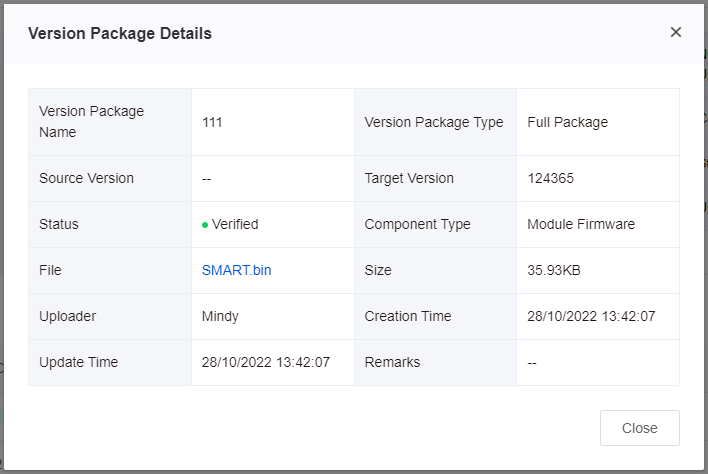 Version Package Details
Version Package
Name
111
Version Package Type
Full Package
Source Version
--
Target Version
124365
Status
Verified
Component Type
Module Firmware
File
SMART.bin
Size
35.93KB
Uploader
Mindy
Creation Time
28/10/2022 13:42:07
Update Time
28/10/2022 13:42:07
Remarks
--
Close